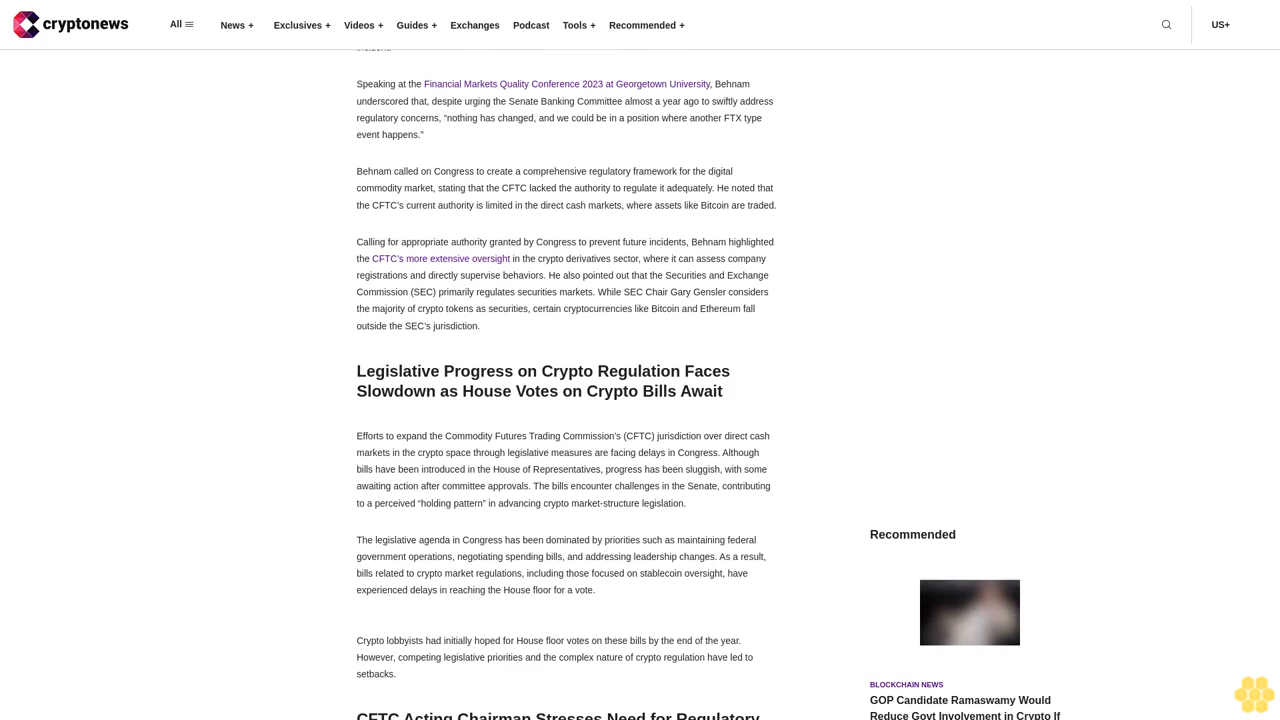 cryptonews
All
News +
Exclusives +
Videos +
Guides +
Exchanges
Podcast
Tools +
Recommended +
US+
Speaking at the Financial Markets Quality Conference 2023 at Georgetown University, Behnam
underscored that, despite urging the Senate Banking Committee almost a year ago to swiftly address
regulatory concerns, “nothing has changed, and we could be in a position where another FTX type
event happens.”
Behnam called on Congress to create a comprehensive regulatory framework for the digital
commodity market, stating that the CFTC lacked the authority to regulate it adequately. He noted that
the CFTC’s current authority is limited in the direct cash markets, where assets like Bitcoin are traded.
Calling for appropriate authority granted by Congress to prevent future incidents, Behnam highlighted
the CFTC’s more extensive oversight in the crypto derivatives sector, where it can assess company
registrations and directly supervise behaviors. He also pointed out that the Securities and Exchange
Commission (SEC) primarily regulates securities markets. While SEC Chair Gary Gensler considers
the majority of crypto tokens as securities, certain cryptocurrencies like Bitcoin and Ethereum fall
outside the SEC’s jurisdiction.
Legislative Progress on Crypto Regulation Faces
Slowdown as House Votes on Crypto Bills Await
Efforts to expand the Commodity Futures Trading Commission’s (CFTC) jurisdiction over direct cash
markets in the crypto space through legislative measures are facing delays in Congress. Although
bills have been introduced in the House of Representatives, progress has been sluggish, with some
awaiting action after committee approvals. The bills encounter challenges in the Senate, contributing
to a perceived “holding pattern” in advancing crypto market-structure legislation.
The legislative agenda in Congress has been dominated by priorities such as maintaining federal
government operations, negotiating spending bills, and addressing leadership changes. As a result,
bills related to crypto market regulations, including those focused on stablecoin oversight, have
experienced delays in reaching the House floor for a vote.
Crypto lobbyists had initially hoped for House floor votes on these bills by the end of the year.
However, competing legislative priorities and the complex nature of crypto regulation have led to
setbacks.
CFTC Acting Chairman Stresses Need for Regulatory
Recommended
BLOCKCHAIN NEWS
GOP Candidate Ramaswamy Would
Reduce Govt Involvement in Crypto If